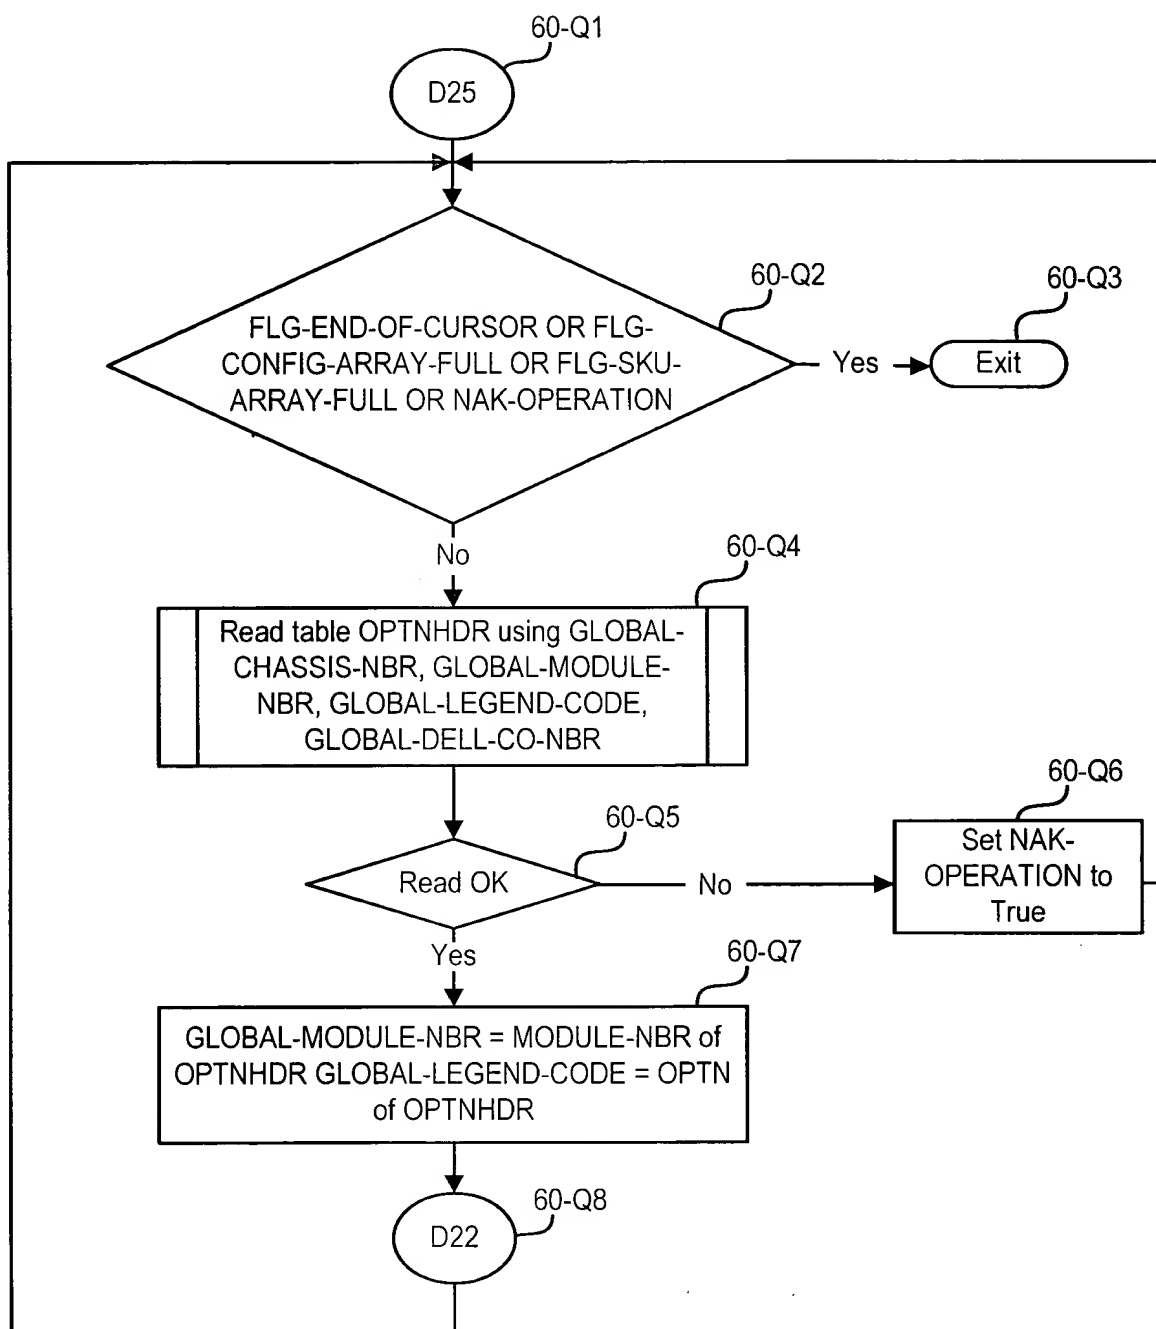 60-Q1
D25
60-Q2
60-Q3
FLG-END-OF-CURSOR OR FLG-
CONFIG-ARRAY-FULL OR FLG-SKU-
ARRAY-FULL OR NAK-OPERATION
Yes
Exit
No
60-Q4
Read table OPTNHDR using GLOBAL-
CHASSIS-NBR, GLOBAL-MODULE-
NBR, GLOBAL-LEGEND-CODE,
GLOBAL-DELL-CO-NBR
60-Q5
60-Q6
Read OK
No
Set NAK-
OPERATION to
True
Yes
60-Q7
GLOBAL-MODULE-NBR = MODULE-NBR of
OPTNHDR GLOBAL-LEGEND-CODE = OPTN
of OPTNHDR
60-Q8
D22